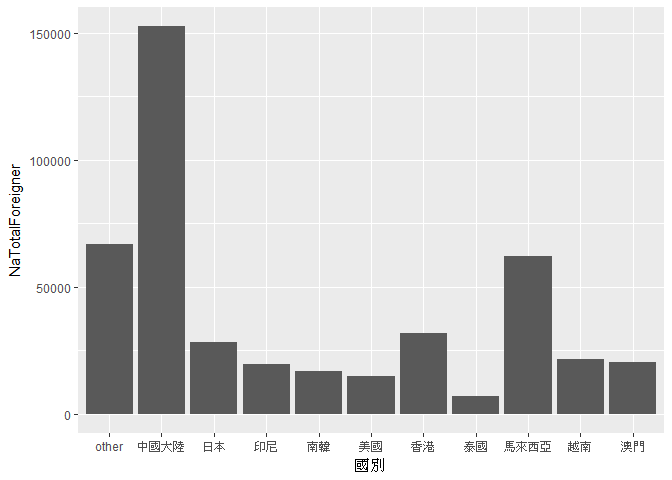 150000
100000
50000
0
NaTotalForeigner
other 中國大陸 日本 印尼 南韓 美國 香港 泰國 馬來西亞 越南 澳門
國別